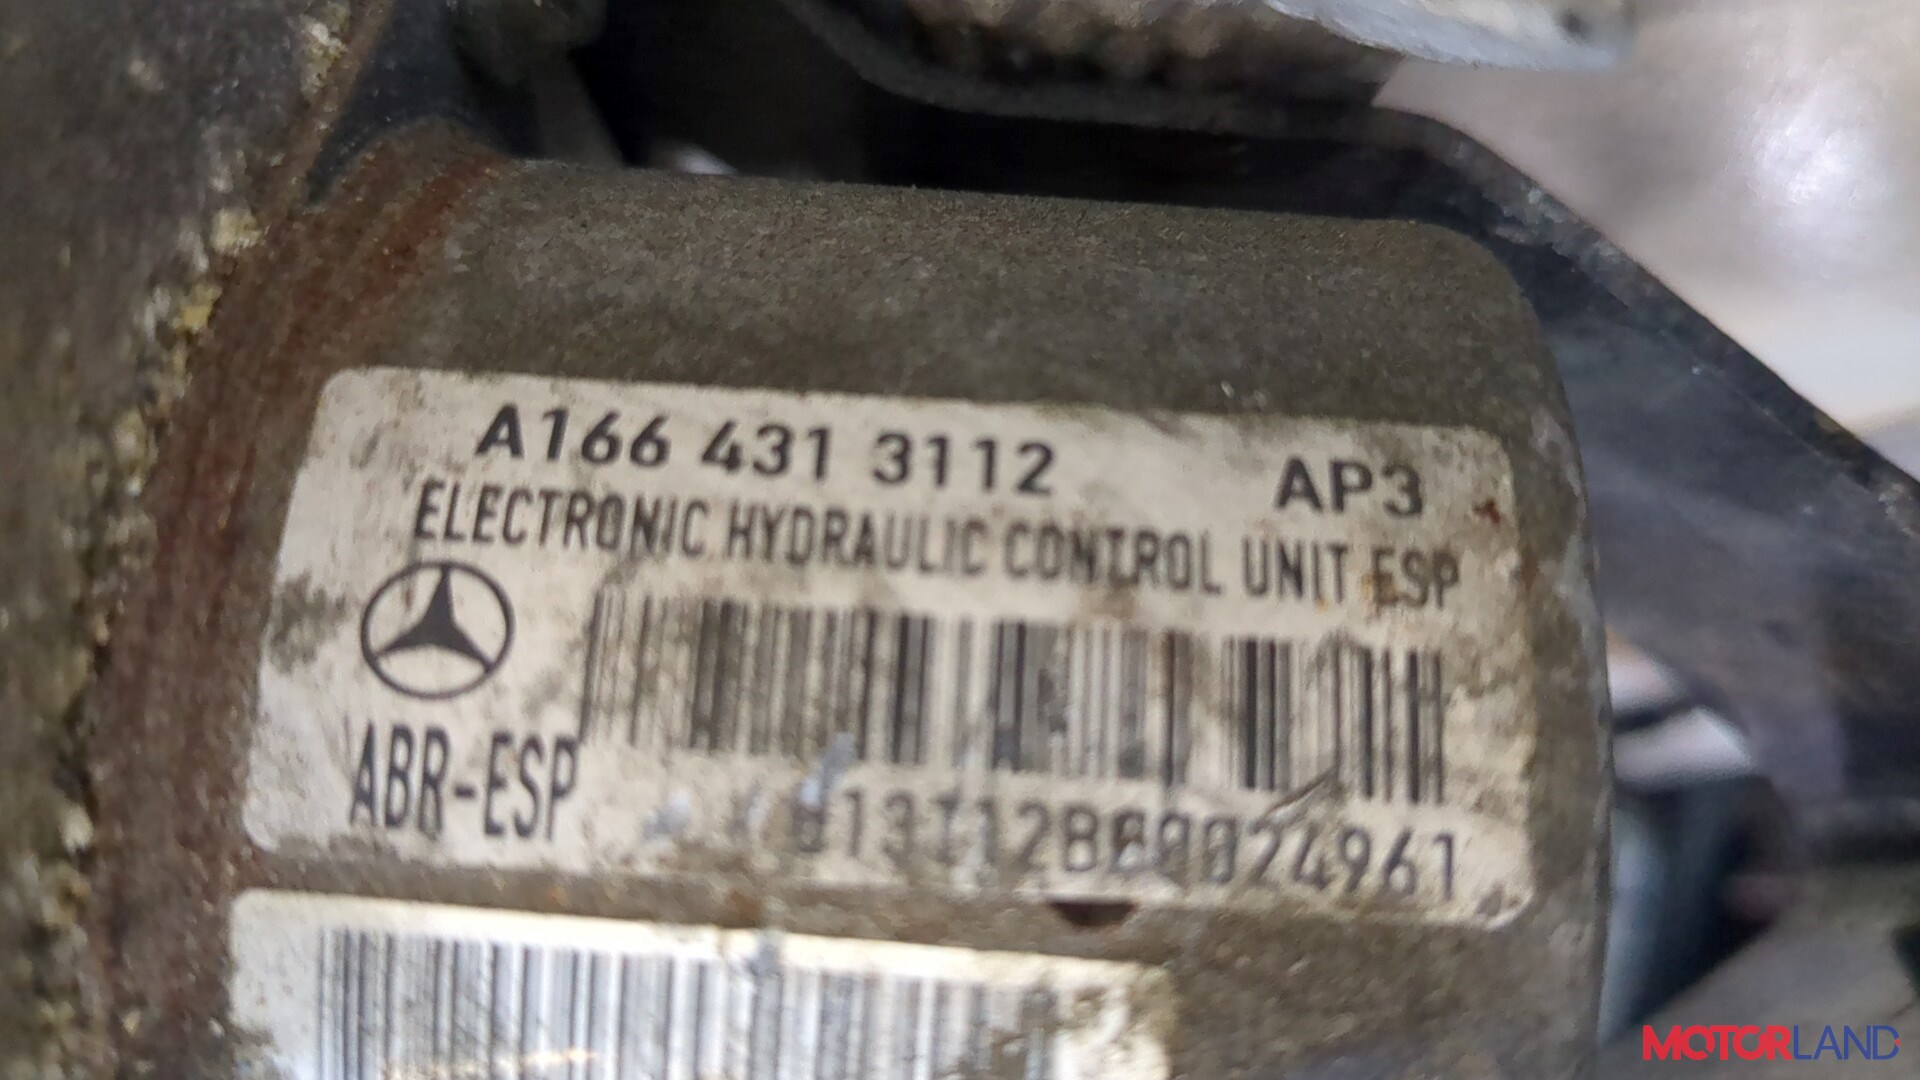 A166 431 3112 AP3
ELECTRONIC HYDRAULIC CONTROL UNIT ESP
ABR-ESP
MOTORLAND